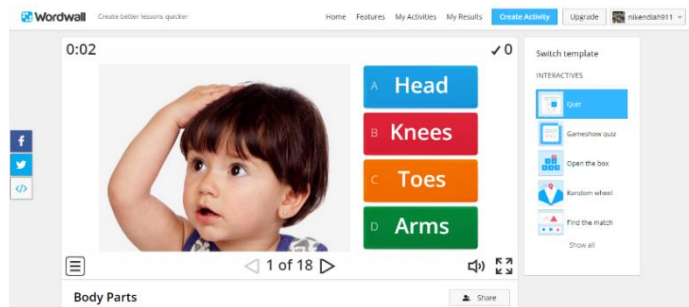 Wordwall Create better lessons quicker Home Features My Activities My Results Create Activity Upgrade nikendiah911
0:02 ✓ 0
A Head
B Knees
C Toes
D Arms
1 of 18
Body Parts Share
Switch template
INTERACTIVES
Quiz
Gameshow quiz
Open the box
Random wheel
Find the match
Show all
f
</>